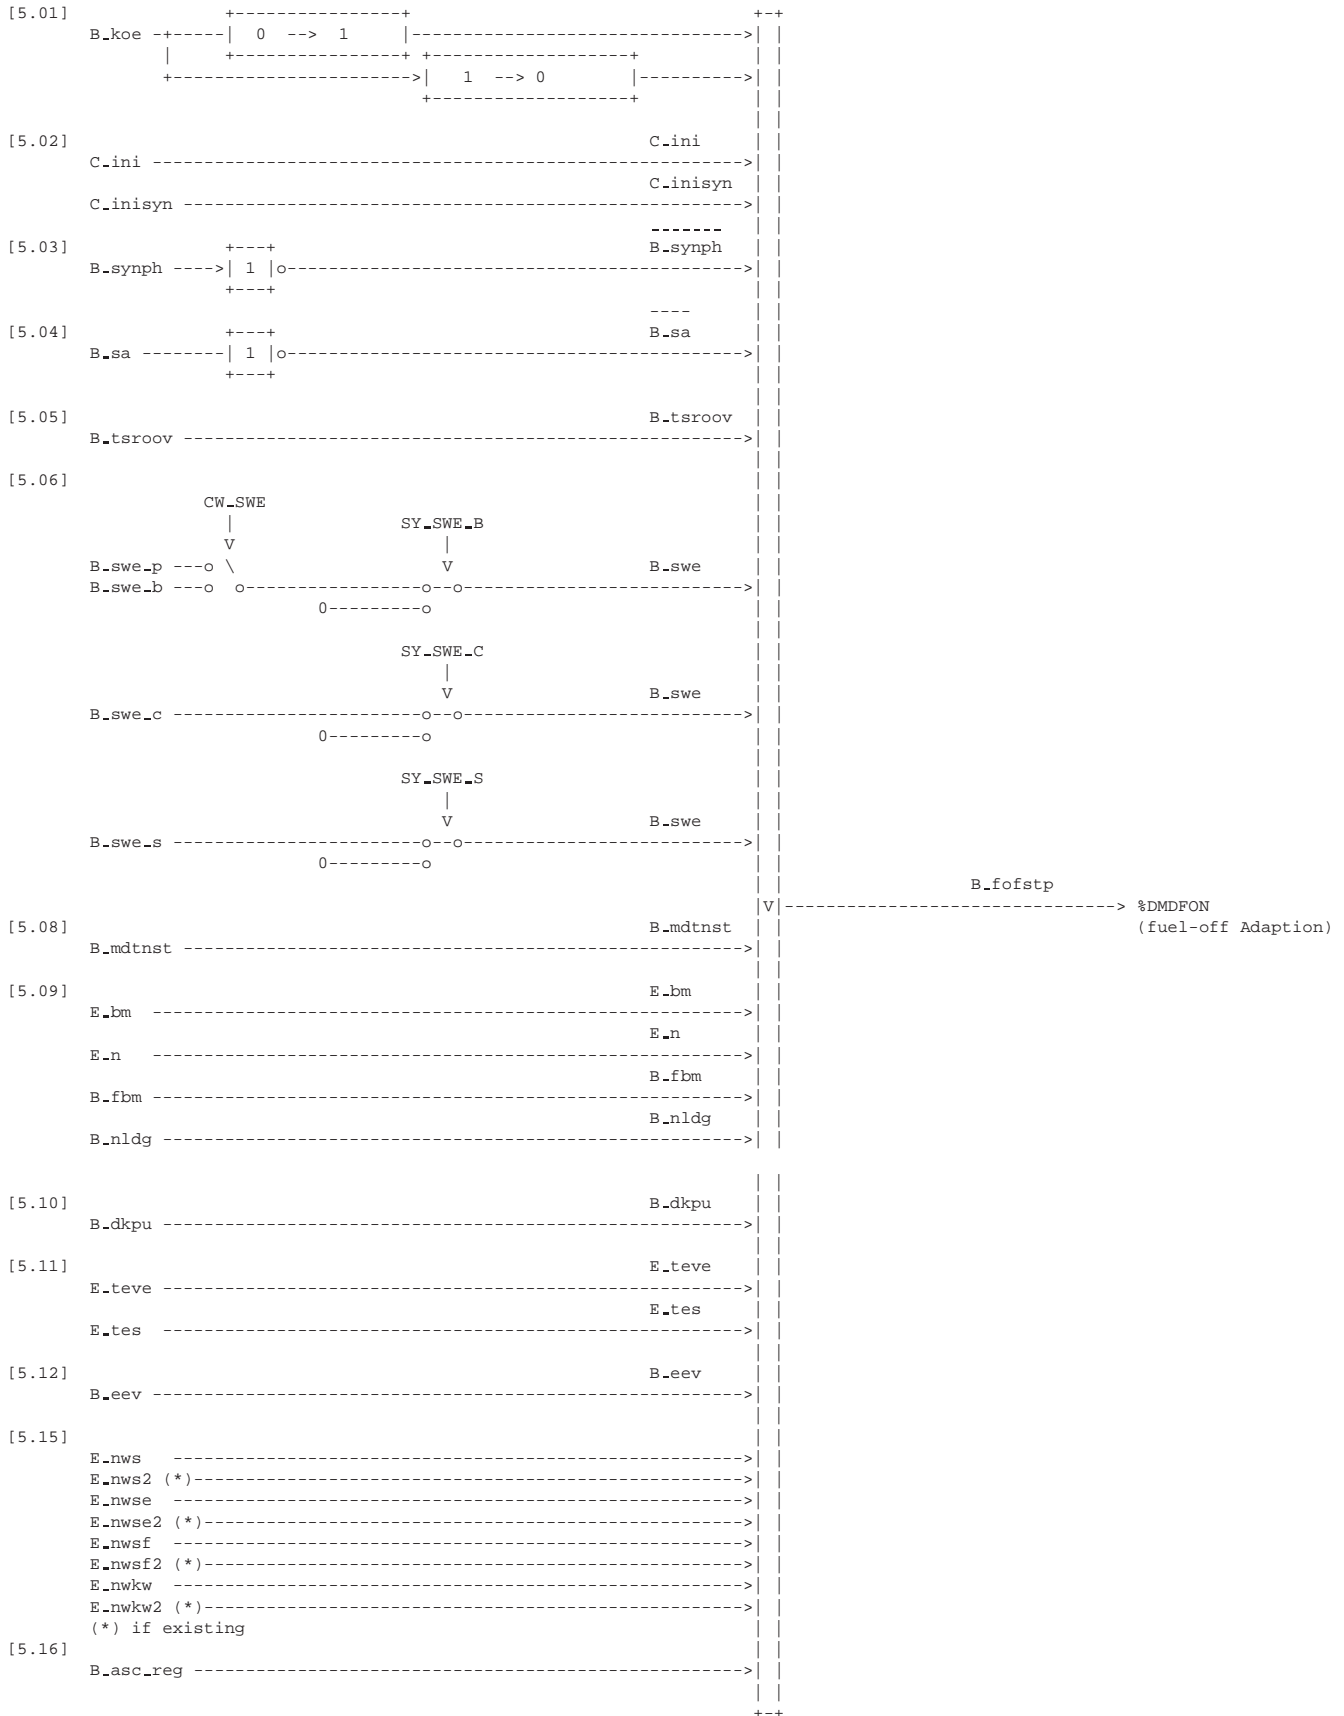 [5.01] +----------------+ +-+
B_koe -+-----| 0 --> 1 |-------------------------------->| |
| +----------------+ +-------------------+ | |
+------------------------>| 1 --> 0 |---------->| |
+-------------------+ | |
| |
[5.02] C_ini | |
C_ini --------------------------------------------------------->| |
C_inisyn | |
C_inisyn ------------------------------------------------------>| |
------- | |
[5.03] +---+ B_synph | |
B_synph ---->| 1 |o-------------------------------------------->| |
+---+ | |
---- | |
[5.04] +---+ B_sa | |
B_sa --------| 1 |o-------------------------------------------->| |
+---+ | |
| |
[5.05] B_tsroov | |
B_tsroov ------------------------------------------------------>| |
| |
[5.06] | |
CW_SWE | |
| SY_SWE_B | |
V | | |
B_swe_p ---o \ V B_swe | |
B_swe_b ---o o-----------------o--o--------------------------->| |
0---------o | |
| |
SY_SWE_C | |
| | |
V B_swe | |
B_swe_c ------------------------o--o--------------------------->| |
0---------o | |
| |
SY_SWE_S | |
| | |
V B_swe | |
B_swe_s ------------------------o--o--------------------------->| |
0---------o | |
| | B_fofstp
|V|--------------------------------> %DMDFON
[5.08] B_mdtnst | | (fuel-off Adaption)
B_mdtnst ------------------------------------------------------>| |
| |
[5.09] E_bm | |
E_bm --------------------------------------------------------->| |
E_n | |
E_n --------------------------------------------------------->| |
B_fbm | |
B_fbm --------------------------------------------------------->| |
B_nldg | |
B_nldg -------------------------------------------------------->| |
| |
[5.10] B_dkpu | |
B_dkpu -------------------------------------------------------->| |
| |
[5.11] E_teve | |
E_teve -------------------------------------------------------->| |
E_tes | |
E_tes -------------------------------------------------------->| |
| |
[5.12] B_eev | |
B_eev --------------------------------------------------------->| |
| |
[5.15] | |
E_nws ------------------------------------------------------->| |
E_nws2 (*)----------------------------------------------------->| |
E_nwse ------------------------------------------------------->| |
E_nwse2 (*)---------------------------------------------------->| |
E_nwsf ------------------------------------------------------->| |
E_nwsf2 (*)---------------------------------------------------->| |
E_nwkw ------------------------------------------------------->| |
E_nwkw2 (*)---------------------------------------------------->| |
(*) if existing | |
[5.16] | |
B_asc_reg ----------------------------------------------------->| |
| |
+-+